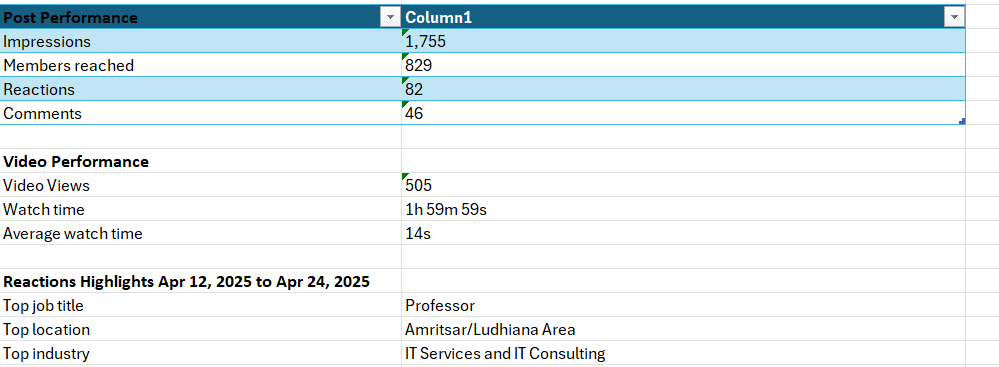 Post Performance Column1
Impressions 1,755
Members reached 829
Reactions 82
Comments 46
Video Performance
Video Views 505
Watch time 1h 59m 59s
Average watch time 14s
Reactions Highlights Apr 12, 2025 to Apr 24, 2025
Top job title Professor
Top location Amritsar/Ludhiana Area
Top industry IT Services and IT Consulting